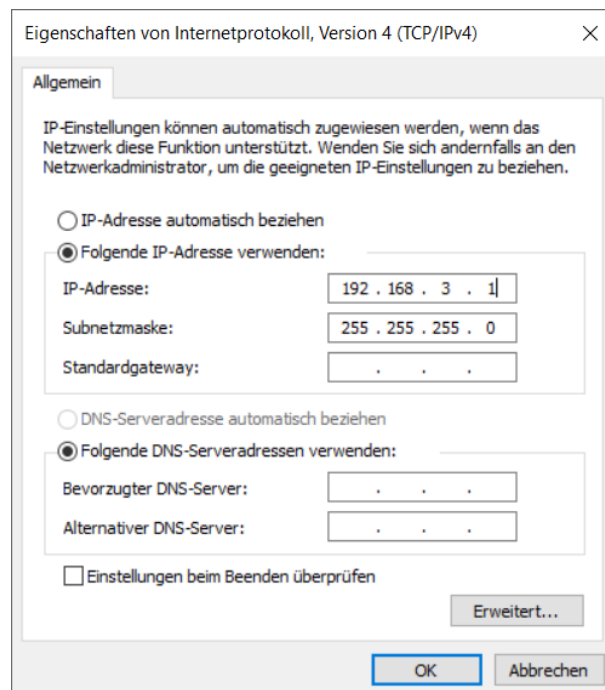 Eigenschaften von Internetprotokoll, Version 4 (TCP/IPv4)
Allgemein
IP-Einstellungen können automatisch zugewiesen werden, wenn das
Netzwerk diese Funktion unterstützt. Wenden Sie sich andernfalls an den
Netzwerkadministrator, um die geeigneten IP-Einstellungen zu beziehen.
IP-Adresse automatisch beziehen
Folgende IP-Adresse verwenden:
IP-Adresse: 192 . 168 . 3 . 1
Subnetzmaske: 255 . 255 . 255 . 0
Standardgateway: . . .
DNS-Serveradresse automatisch beziehen
Folgende DNS-Serveradressen verwenden:
Bevorzugter DNS-Server: . . .
Alternativer DNS-Server: . . .
Einstellungen beim Beenden überprüfen
Erweitert...
OK Abbrechen